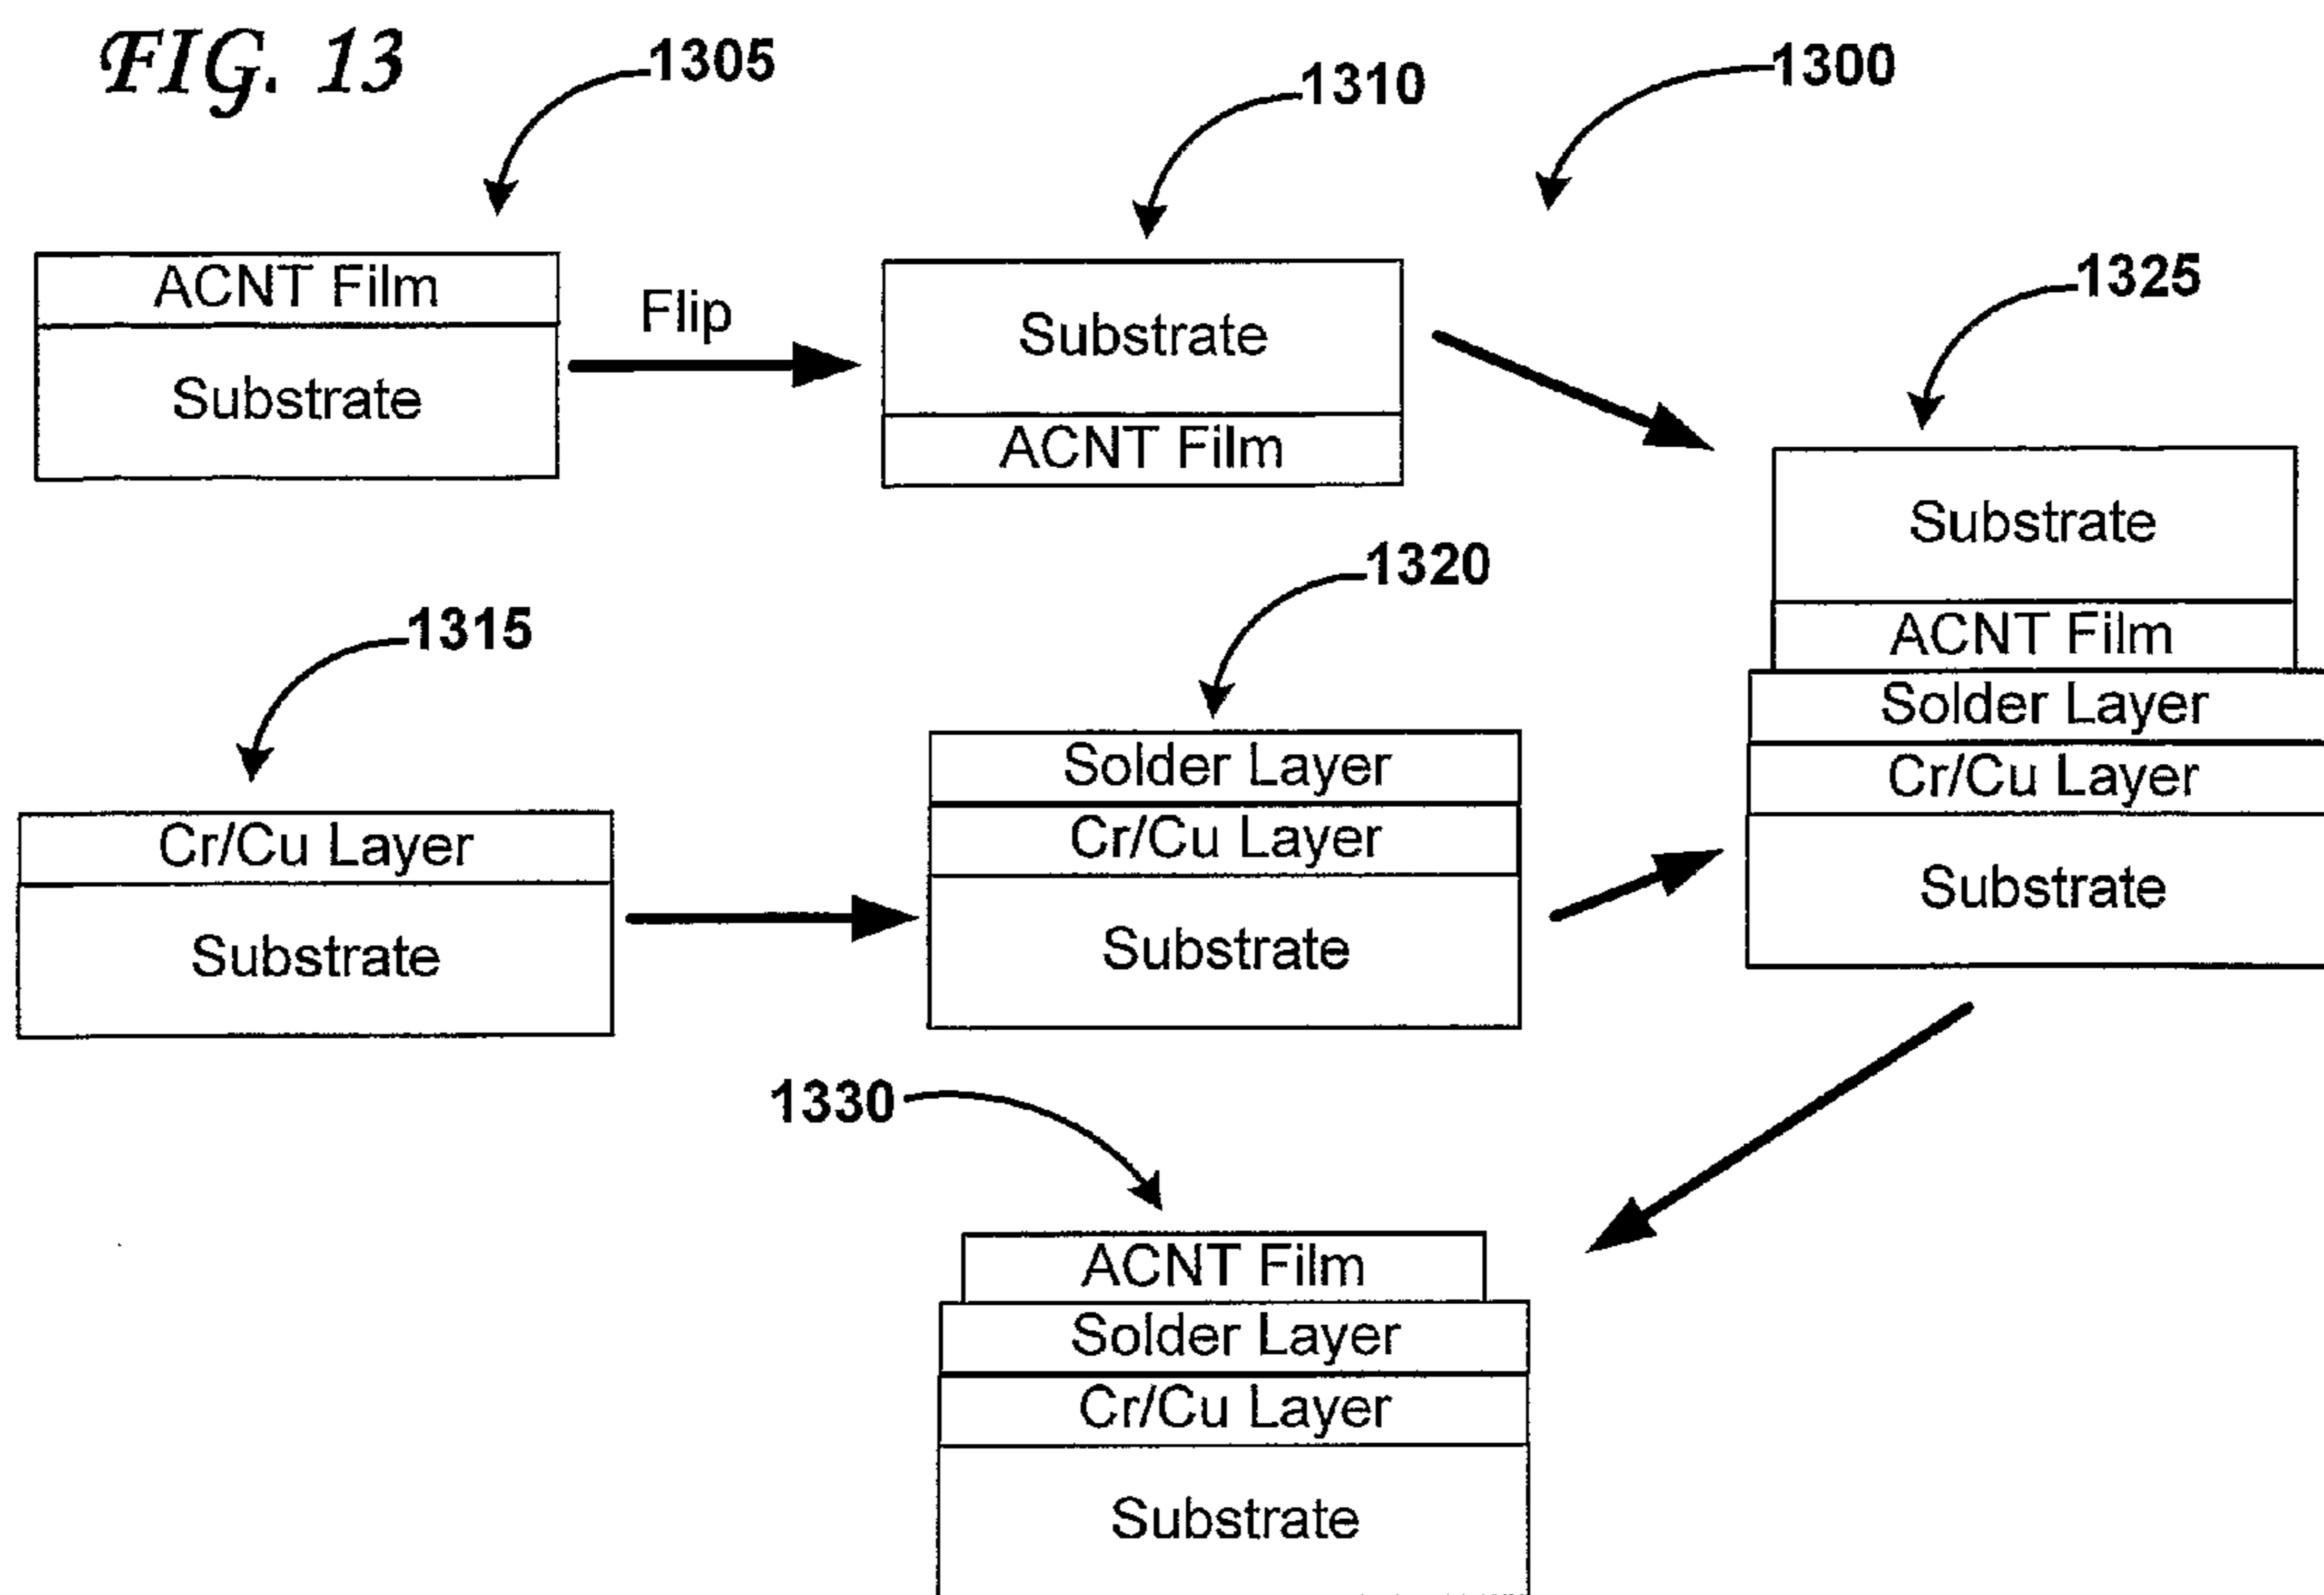 FIG. 13
1305
1310
1300
ACNT Film
Substrate
Flip
Substrate
ACNT Film
1325
Substrate
ACNT Film
Solder Layer
Cr/Cu Layer
Substrate
1315
Cr/Cu Layer
Substrate
1320
Solder Layer
Cr/Cu Layer
Substrate
1330
ACNT Film
Solder Layer
Cr/Cu Layer
Substrate